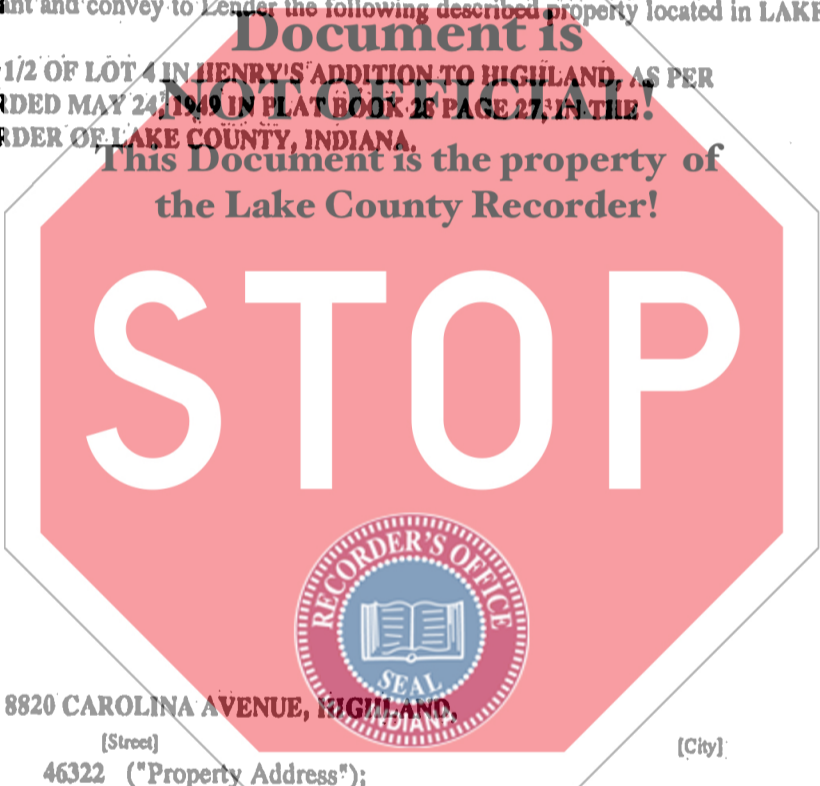 ant and convey to Lender the following described property located in LAKE
Document is
1/2 OF LOT 4 IN HENRY'S ADDITION TO HIGHLAND, AS PER
NOT OFFICIAL!
RDED MAY 24, 1949 IN PLAT BOOK 28 PAGE 27, IN THE
RDER OF LAKE COUNTY, INDIANA.
This Document is the property of
the Lake County Recorder!
STOP
RECORDER'S OFFICE
SEAL
INDIANA
8820 CAROLINA AVENUE, HIGHLAND,
[Street] [City]
46322 ("Property Address");